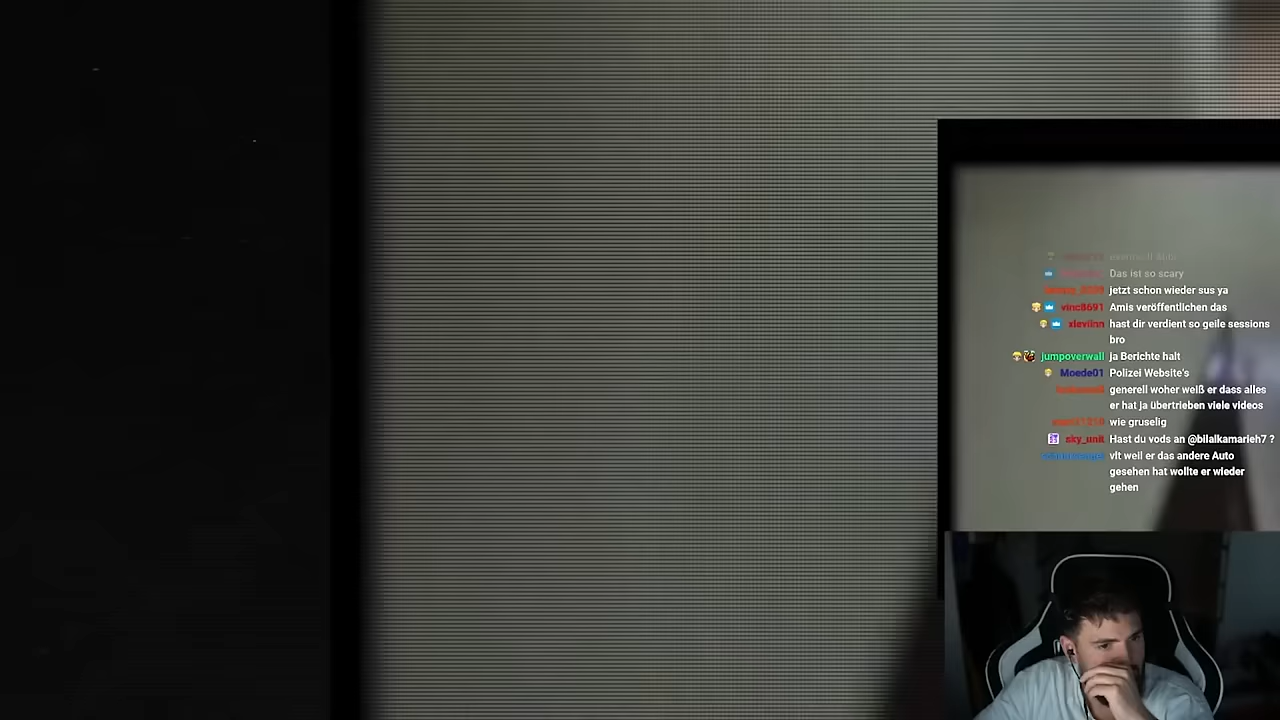 Das ist so scary
jetzt schon wieder sus ya
vinc8691 Amis veröffentlichen das
xleviinn hast dir verdient so geile sessions
bro
jumpoverwall ja Berichte halt
Moede01 Polizei Website's
generell woher weiß er dass alles
er hat ja übertrieben viele videos
wie gruselig
sky_unit Hast du vods an @bilalkamarieh7 ?
vlt weil er das andere Auto
gesehen hat wollte er wieder
gehen